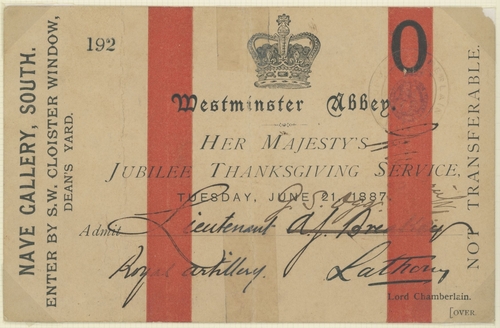 NAVE GALLERY, SOUTH.
ENTER BY S.W. CLOISTER WINDOW,
DEAN'S YARD.
192
O
Westminster Abbey.
HER MAJESTY'S
JUBILEE THANKSGIVING SERVICE,
TUESDAY, JUNE 21, 1887.
Admit Lieutenant
Royal Artillery. Lathom
Lord Chamberlain.
[OVER.
NOT TRANSFERABLE.